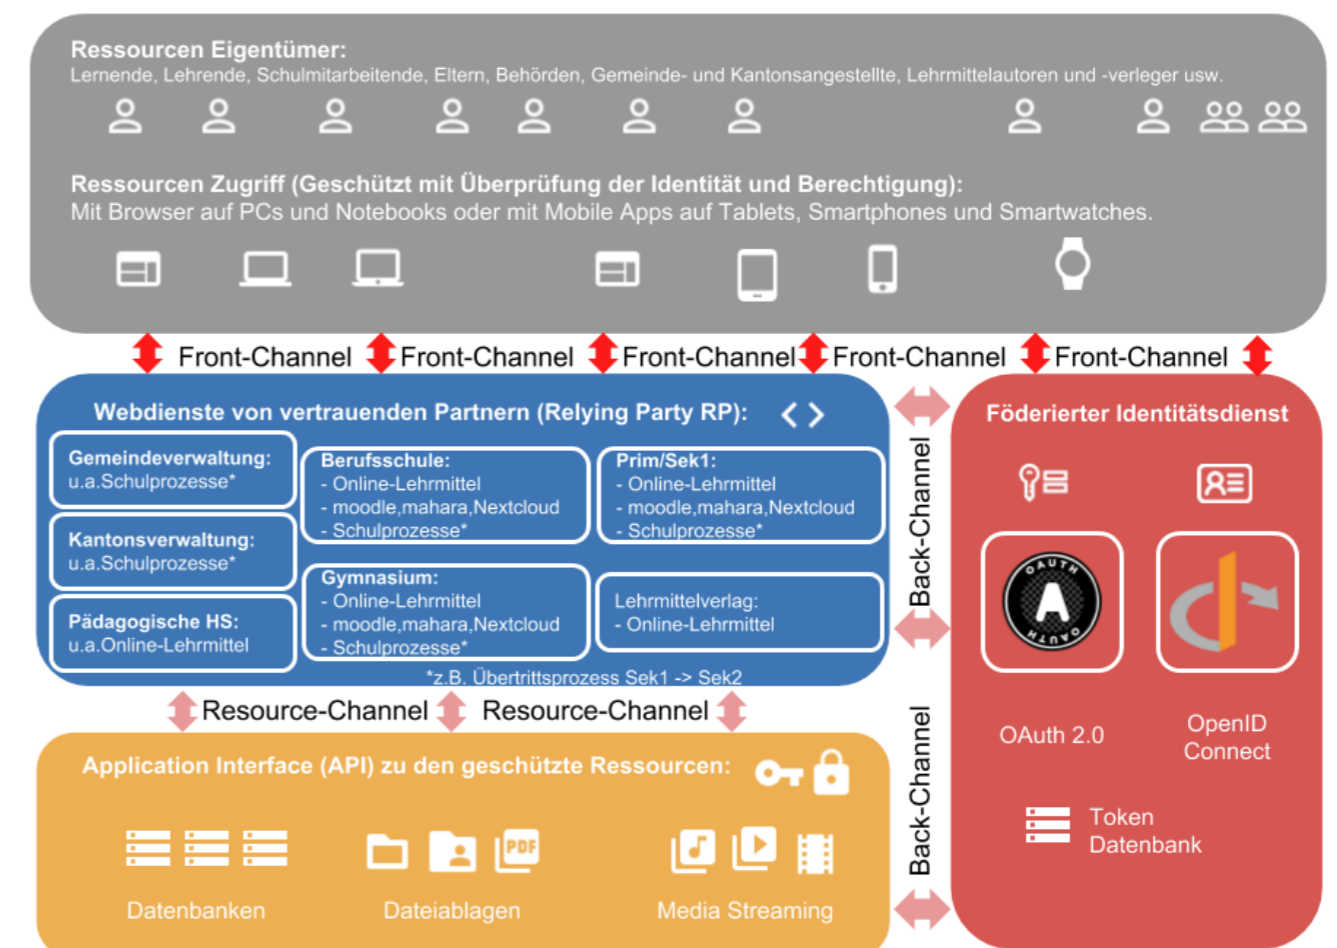 Ressourcen Eigentümer:
Lernende, Lehrende, Schulmitarbeitende, Eltern, Behörden, Gemeinde- und Kantonsangestellte, Lehrmittelautoren und -verleger usw.
Ressourcen Zugriff (Geschützt mit Überprüfung der Identität und Berechtigung):
Mit Browser auf PCs und Notebooks oder mit Mobile Apps auf Tablets, Smartphones und Smartwatches.
Front-Channel Front-Channel Front-Channel Front-Channel Front-Channel
Webdienste von vertrauenden Partnern (Relying Party RP):
Gemeindeverwaltung:
u.a.Schulprozesse*
Kantonsverwaltung:
u.a.Schulprozesse*
Pädagogische HS:
u.a.Online-Lehrmittel
Berufsschule:
- Online-Lehrmittel
- moodle,mahara,Nextcloud
- Schulprozesse*
Gymnasium:
- Online-Lehrmittel
- moodle,mahara,Nextcloud
- Schulprozesse*
Prim/Sek1:
- Online-Lehrmittel
- moodle,mahara,Nextcloud
- Schulprozesse*
Lehrmittelverlag:
- Online-Lehrmittel
*z.B. Übertrittsprozess Sek1 -> Sek2
Back-Channel
Back-Channel
Föderierter Identitätsdienst
OAUTH
A
OAUTH
OAuth 2.0
OpenID
Connect
Token
Datenbank
Resource-Channel Resource-Channel
Application Interface (API) zu den geschützte Ressourcen:
PDF
Datenbanken
Dateiablagen
Media Streaming